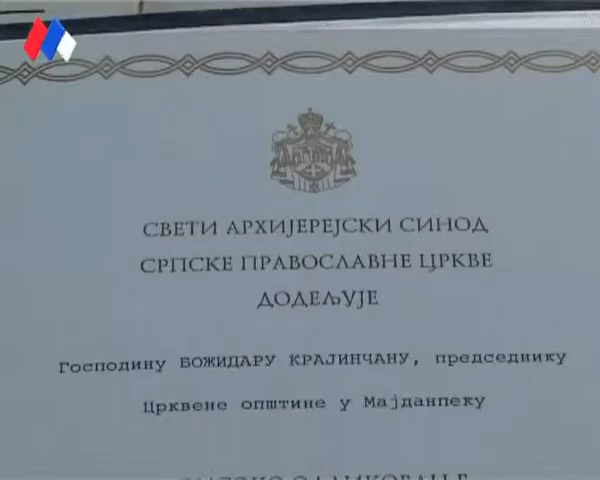 СВЕТИ АРХИЈЕРЕЈСКИ СИНОД
СРПСКЕ ПРАВОСЛАВНЕ ЦРКВЕ
ДОДЕЉУЈЕ
Господину БОЖИДАРУ КРАЈИНЧАНУ, председнику
Црквене општине у Мајданпеку